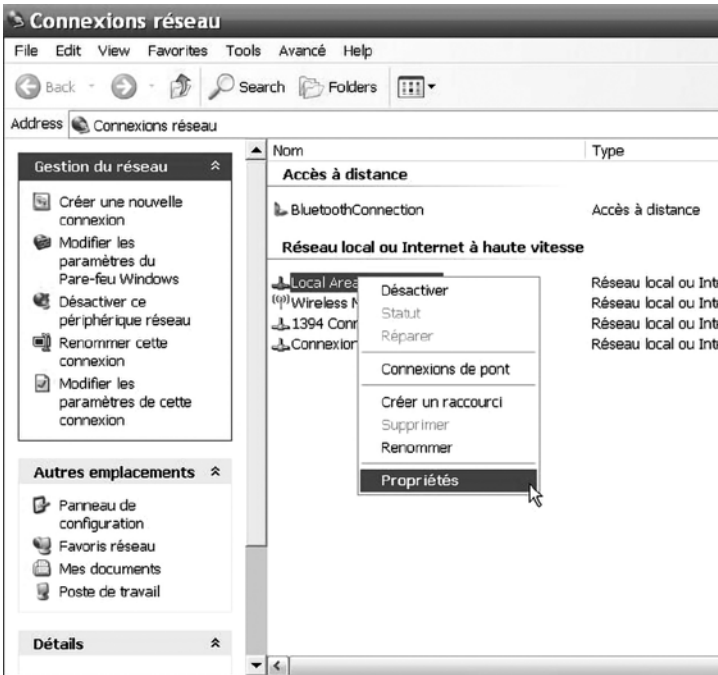 Connexions réseau
File Edit View Favorites Tools Avancé Help
Back Search Folders
Address Connexions réseau
Gestion du réseau
Créer une nouvelle
connexion
Modifier les
paramètres du
Pare-feu Windows
Désactiver ce
périphérique réseau
Renommer cette
connexion
Modifier les
paramètres de cette
connexion
Autres emplacements
Panneau de
configuration
Favoris réseau
Mes documents
Poste de travail
Détails
Nom Type
Accès à distance
BluetoothConnection Accès à distance
Réseau local ou Internet à haute vitesse
Local Area Réseau local ou Int
Wireless N Réseau local ou Int
1394 Conn Réseau local ou Int
Connexion Réseau local ou Int
Désactiver
Statut
Réparer
Connexions de pont
Créer un raccourci
Supprimer
Renommer
Propriétés